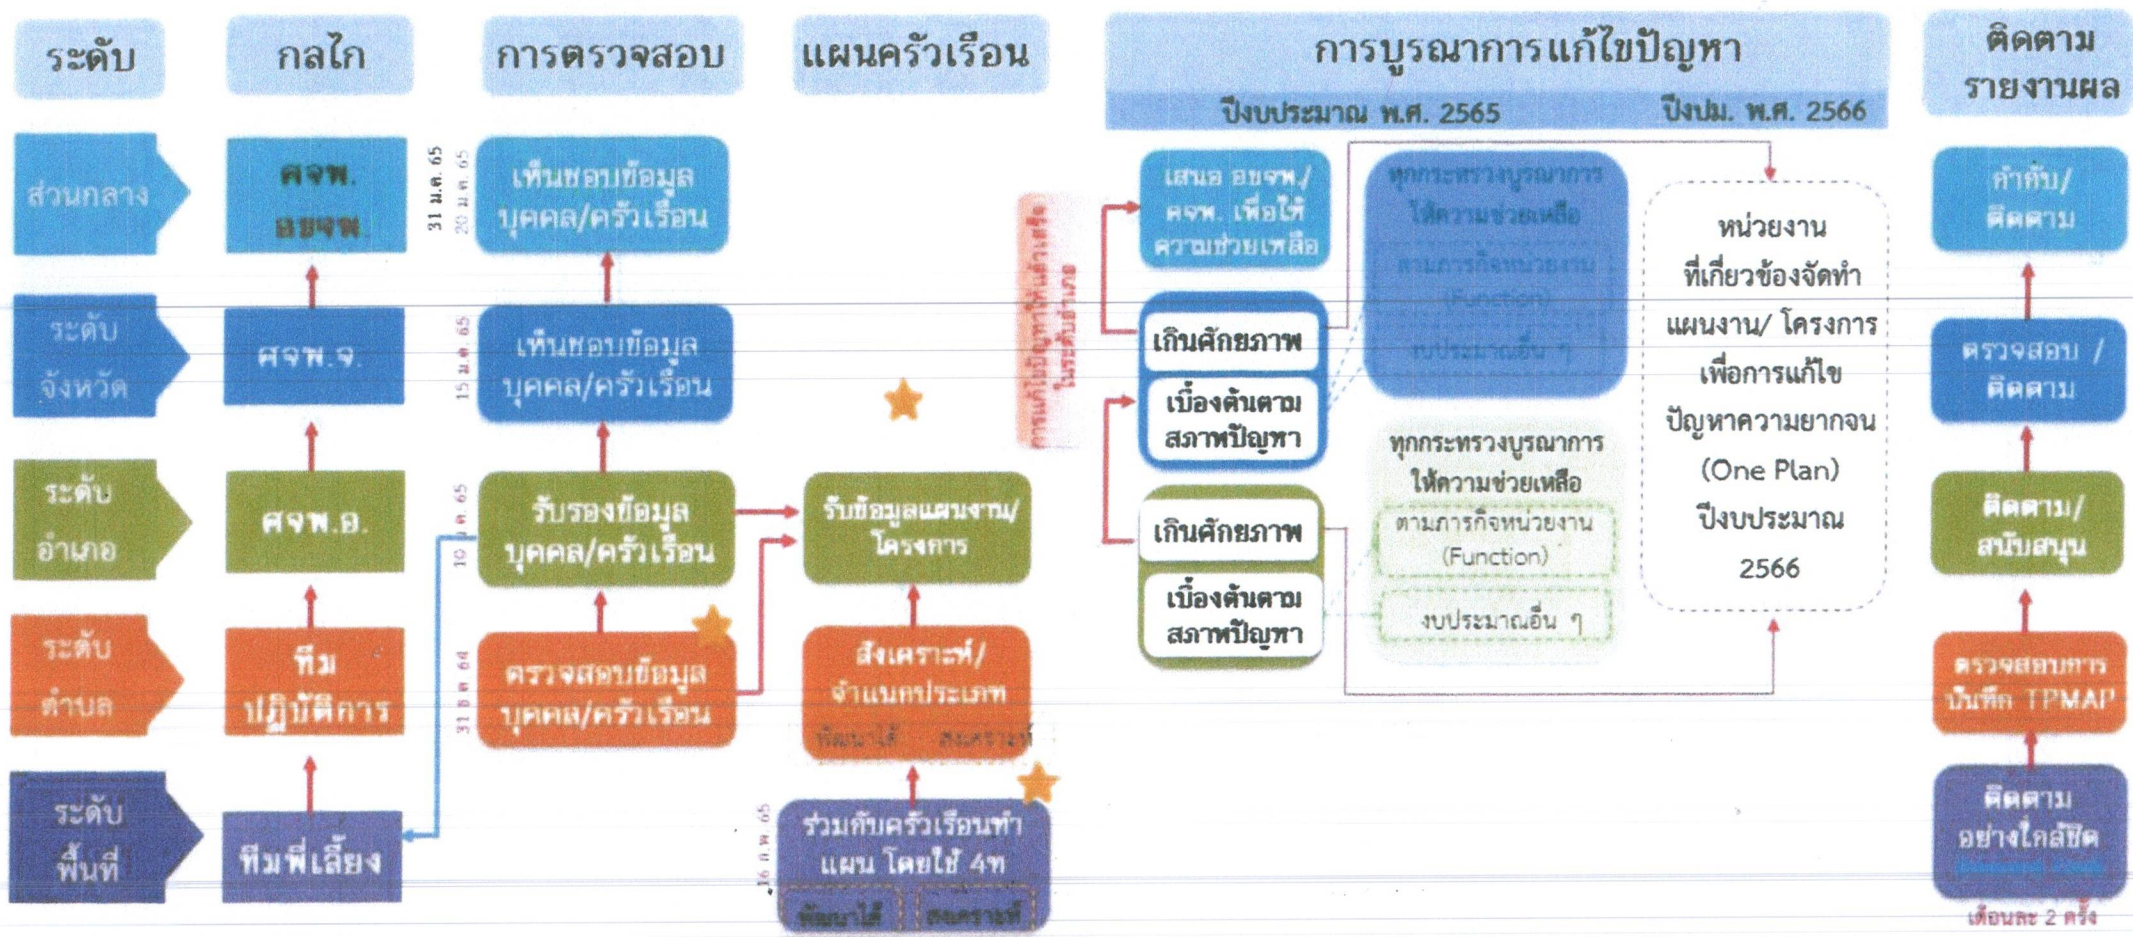 ระดับ
กลไก
การตรวจสอบ
แผนครัวเรือน
การบูรณาการแก้ไขปัญหา
ปีงบประมาณ พ.ศ. 2565
ปีงปม. พ.ศ. 2566
ติดตาม
รายงานผล
ส่วนกลาง
ศจพ.
อขจพ.
31 ม.ค. 65
20 ม.ค. 65
เห็นชอบข้อมูล
บุคคล/ครัวเรือน
การแก้ไขปัญหาให้แล้วเสร็จ
ในระดับอำเภอ
เสนอ อขจพ./
คจพ. เพื่อให้
ความช่วยเหลือ
ทุกกระทรวงบูรณาการ
ให้ความช่วยเหลือ
ตามภารกิจหน่วยงาน
(Function)
งบประมาณอื่น ๆ
หน่วยงาน
ที่เกี่ยวข้องจัดทำ
แผนงาน/ โครงการ
เพื่อการแก้ไข
ปัญหาความยากจน
(One Plan)
ปีงบประมาณ
2566
กำกับ/
ติดตาม
ระดับ
จังหวัด
ศจพ.จ.
15 ม.ค. 65
เห็นชอบข้อมูล
บุคคล/ครัวเรือน
เกินศักยภาพ
เบื้องต้นตาม
สภาพปัญหา
ตรวจสอบ /
ติดตาม
ระดับ
อำเภอ
ศจพ.อ.
10 ม.ค. 65
รับรองข้อมูล
บุคคล/ครัวเรือน
รับข้อมูลแผนงาน/
โครงการ
เกินศักยภาพ
เบื้องต้นตาม
สภาพปัญหา
ทุกกระทรวงบูรณาการ
ให้ความช่วยเหลือ
ตามภารกิจหน่วยงาน
(Function)
งบประมาณอื่น ๆ
ติดตาม/
สนับสนุน
ระดับ
ตำบล
ทีม
ปฏิบัติการ
31 ธ.ค. 64
ตรวจสอบข้อมูล
บุคคล/ครัวเรือน
สังเคราะห์/
จำแนกประเภท
พัฒนาได้
สงเคราะห์
ตรวจสอบการ
บันทึก TPMAP
ระดับ
พื้นที่
ทีมพี่เลี้ยง
16 ก.พ. 65
ร่วมกับครัวเรือนทำ
แผน โดยใช้ 4ท
พัฒนาได้
สงเคราะห์
ติดตาม
อย่างใกล้ชิด
เดือนละ 2 ครั้ง